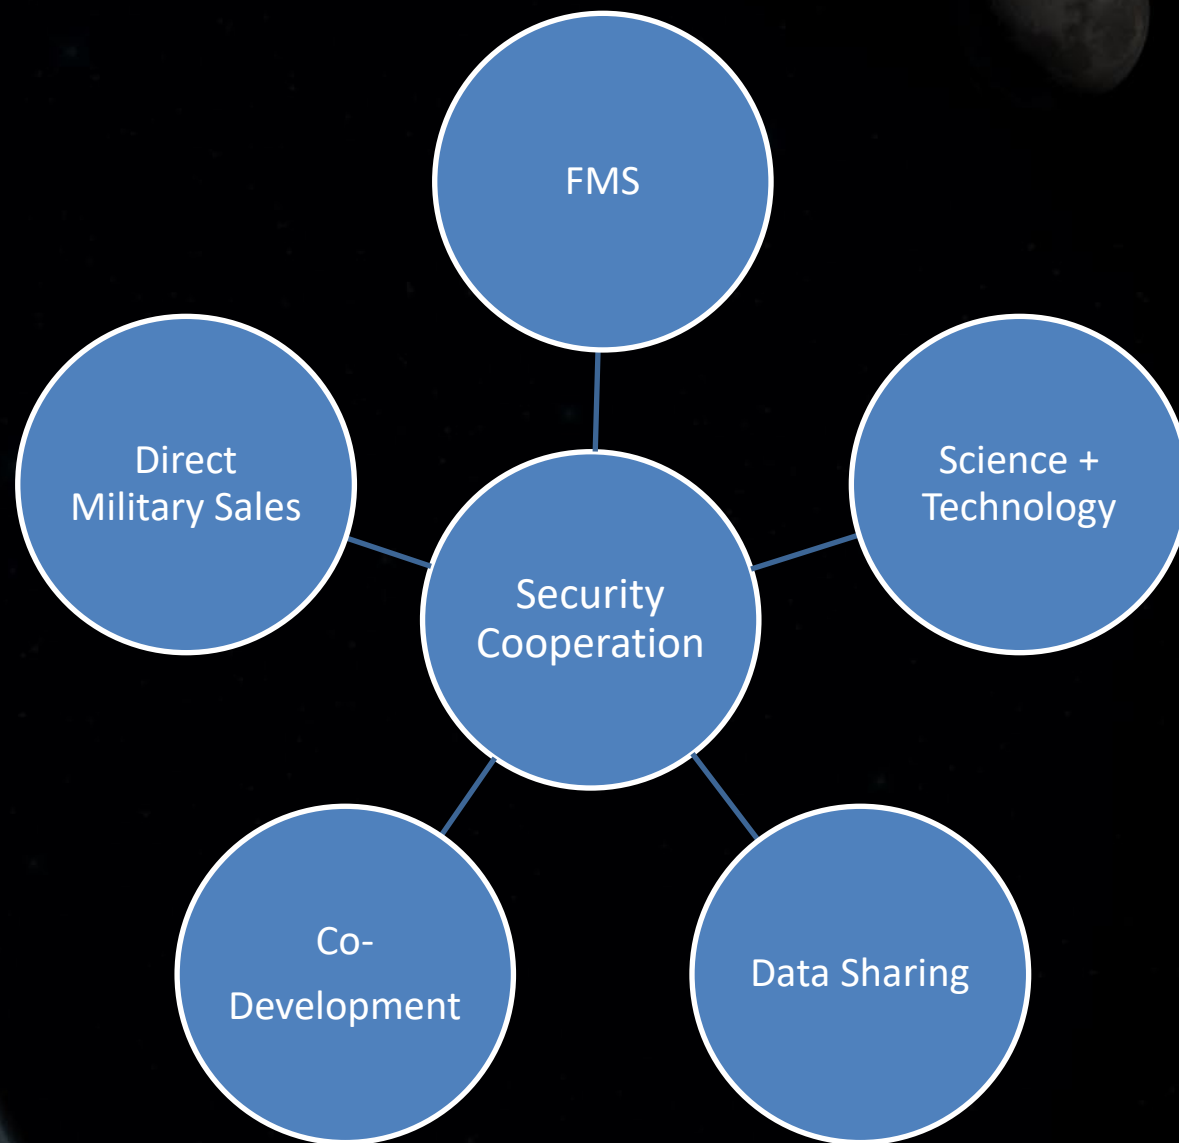 FMS
Direct
Military Sales
Science +
Technology
Security
Cooperation
Co-
Development
Data Sharing